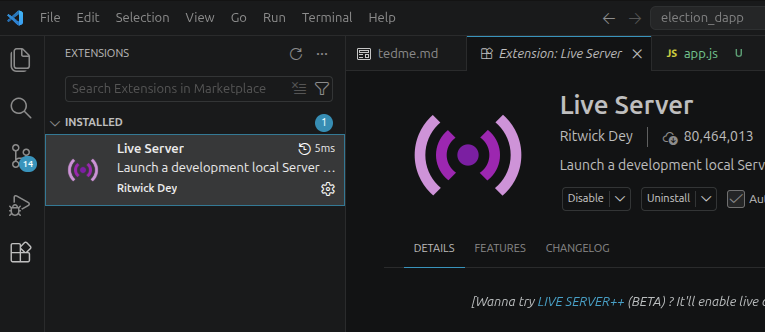 File Edit Selection View Go Run Terminal Help election_dapp
EXTENSIONS
Search Extensions in Marketplace
INSTALLED 1
Live Server 5ms
Launch a development local Server ...
Ritwick Dey
14
tedme.md Extension: Live Server JS app.js U
Live Server
Ritwick Dey 80,464,013
Launch a development local Serv
Disable Uninstall Au
DETAILS FEATURES CHANGELOG
[Wanna try LIVE SERVER++ (BETA) ? It'll enable live